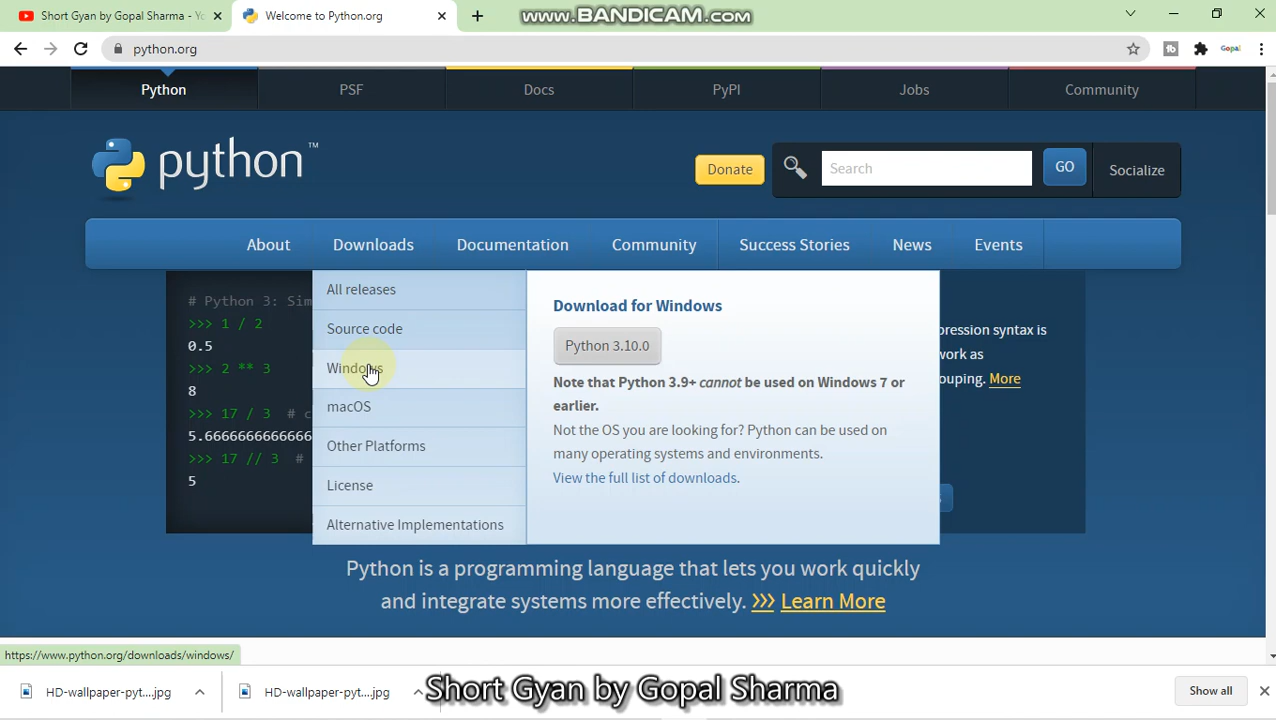 Short Gyan by Gopal Sharma - Yo
Welcome to Python.org
www.BANDICAM.com
python.org
Gopal
Python
PSF
Docs
PyPI
Jobs
Community
python™
Donate
Search
GO
Socialize
About
Downloads
Documentation
Community
Success Stories
News
Events
# Python 3: Sim
>>> 1 / 2
0.5
>>> 2 ** 3
8
>>> 17 / 3 # c
5.6666666666666
>>> 17 // 3 #
5
All releases
Source code
Windows
macOS
Other Platforms
License
Alternative Implementations
Download for Windows
Python 3.10.0
Note that Python 3.9+ cannot be used on Windows 7 or
earlier.
Not the OS you are looking for? Python can be used on
many operating systems and environments.
View the full list of downloads.
pression syntax is
work as
ouping. More
Python is a programming language that lets you work quickly
and integrate systems more effectively. >>> Learn More
https://www.python.org/downloads/windows/
HD-wallpaper-pyt....jpg
HD-wallpaper-pyt....jpg
Short Gyan by Gopal Sharma
Show all